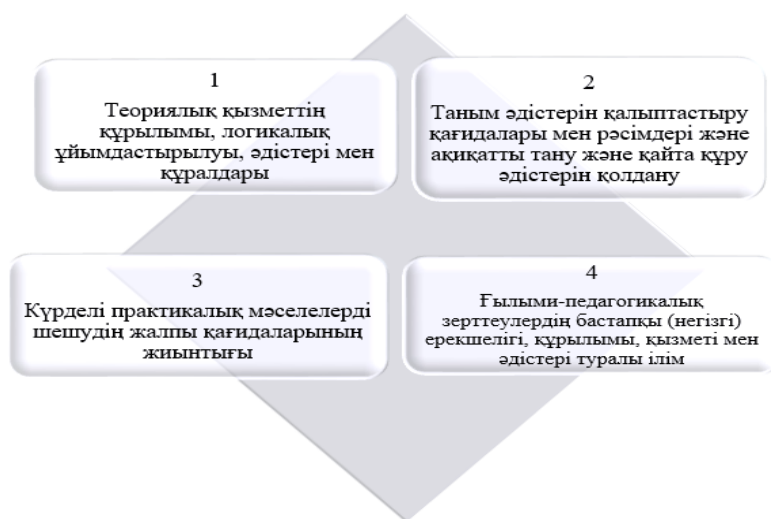 1
Теориялық қызметтің
құрылымы, логикалық
ұйымдастырылуы, әдістері мен
құралдары
2
Таным әдістерін қалыптастыру
қағидалары мен рәсімдері және
ақиқатты тану және қайта құру
әдістерін қолдану
3
Күрделі практикалық мәселелерді
шешудің жалпы қағидаларының
жиынтығы
4
Ғылыми-педагогикалық
зерттеулердің бастапқы (негізгі)
ерекшелігі, құрылымы, қызметі мен
әдістері туралы ілім